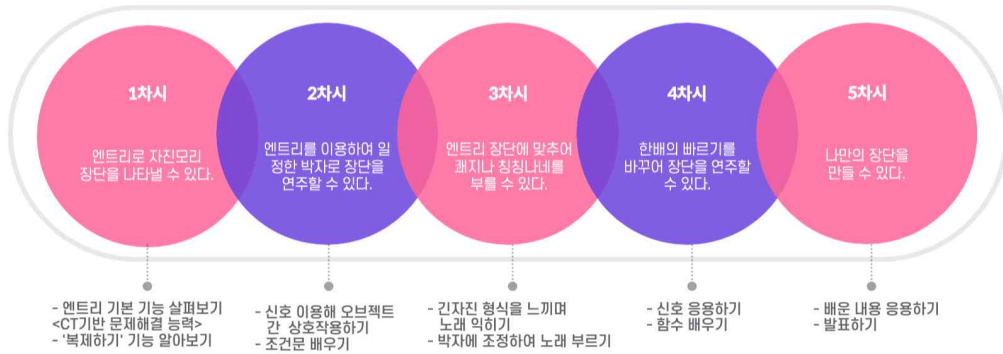 1차시
엔트리로 자진모리
장단을 나타낼 수 있다.
- 엔트리 기본 기능 살펴보기
<CT기반 문제해결 능력>
- '복제하기' 기능 알아보기
2차시
엔트리를 이용하여 일
정한 박자로 장단을
연주할 수 있다.
- 신호 이용해 오브젝트
간 상호작용하기
- 조건문 배우기
3차시
엔트리 장단에 맞추어
쾌지나 칭칭나네를
부를 수 있다.
- 긴자진 형식을 느끼며
노래 익히기
- 박자에 조정하여 노래 부르기
4차시
한배의 빠르기를
바꾸어 장단을 연주할
수 있다.
- 신호 응용하기
- 함수 배우기
5차시
나만의 장단을
만들 수 있다.
- 배운 내용 응용하기
- 발표하기